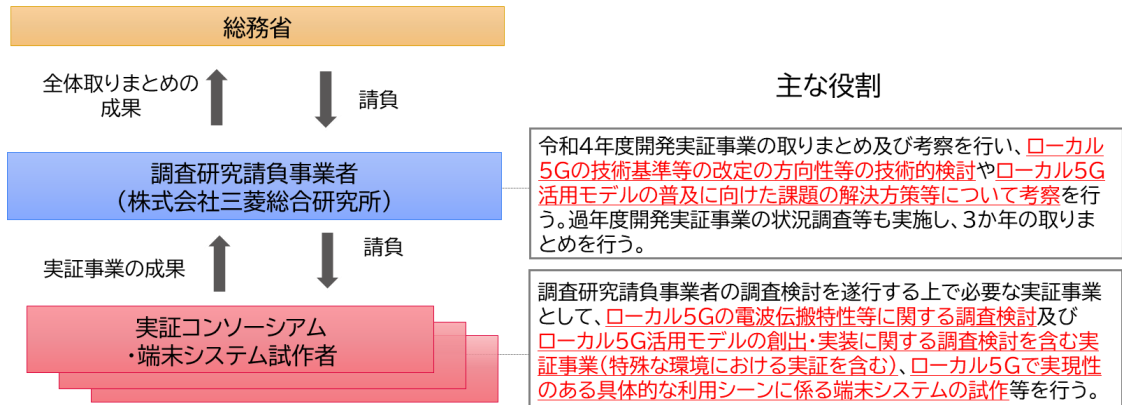 総務省
全体取りまとめの
成果
請負
主な役割
調査研究請負事業者
（株式会社三菱総合研究所）
令和4年度開発実証事業の取りまとめ及び考察を行い、ローカル
5Gの技術基準等の改定の方向性等の技術的検討やローカル5G
活用モデルの普及に向けた課題の解決方策等について考察を行
う。過年度開発実証事業の状況調査等も実施し、3か年の取りま
とめを行う。
実証事業の成果
請負
実証コンソーシアム
・端末システム試作者
調査研究請負事業者の調査検討を遂行する上で必要な実証事業
として、ローカル5Gの電波伝搬特性等に関する調査検討及び
ローカル5G活用モデルの創出・実装に関する調査検討を含む実
証事業(特殊な環境における実証を含む)、ローカル5Gで実現性
のある具体的な利用シーンに係る端末システムの試作等を行う。